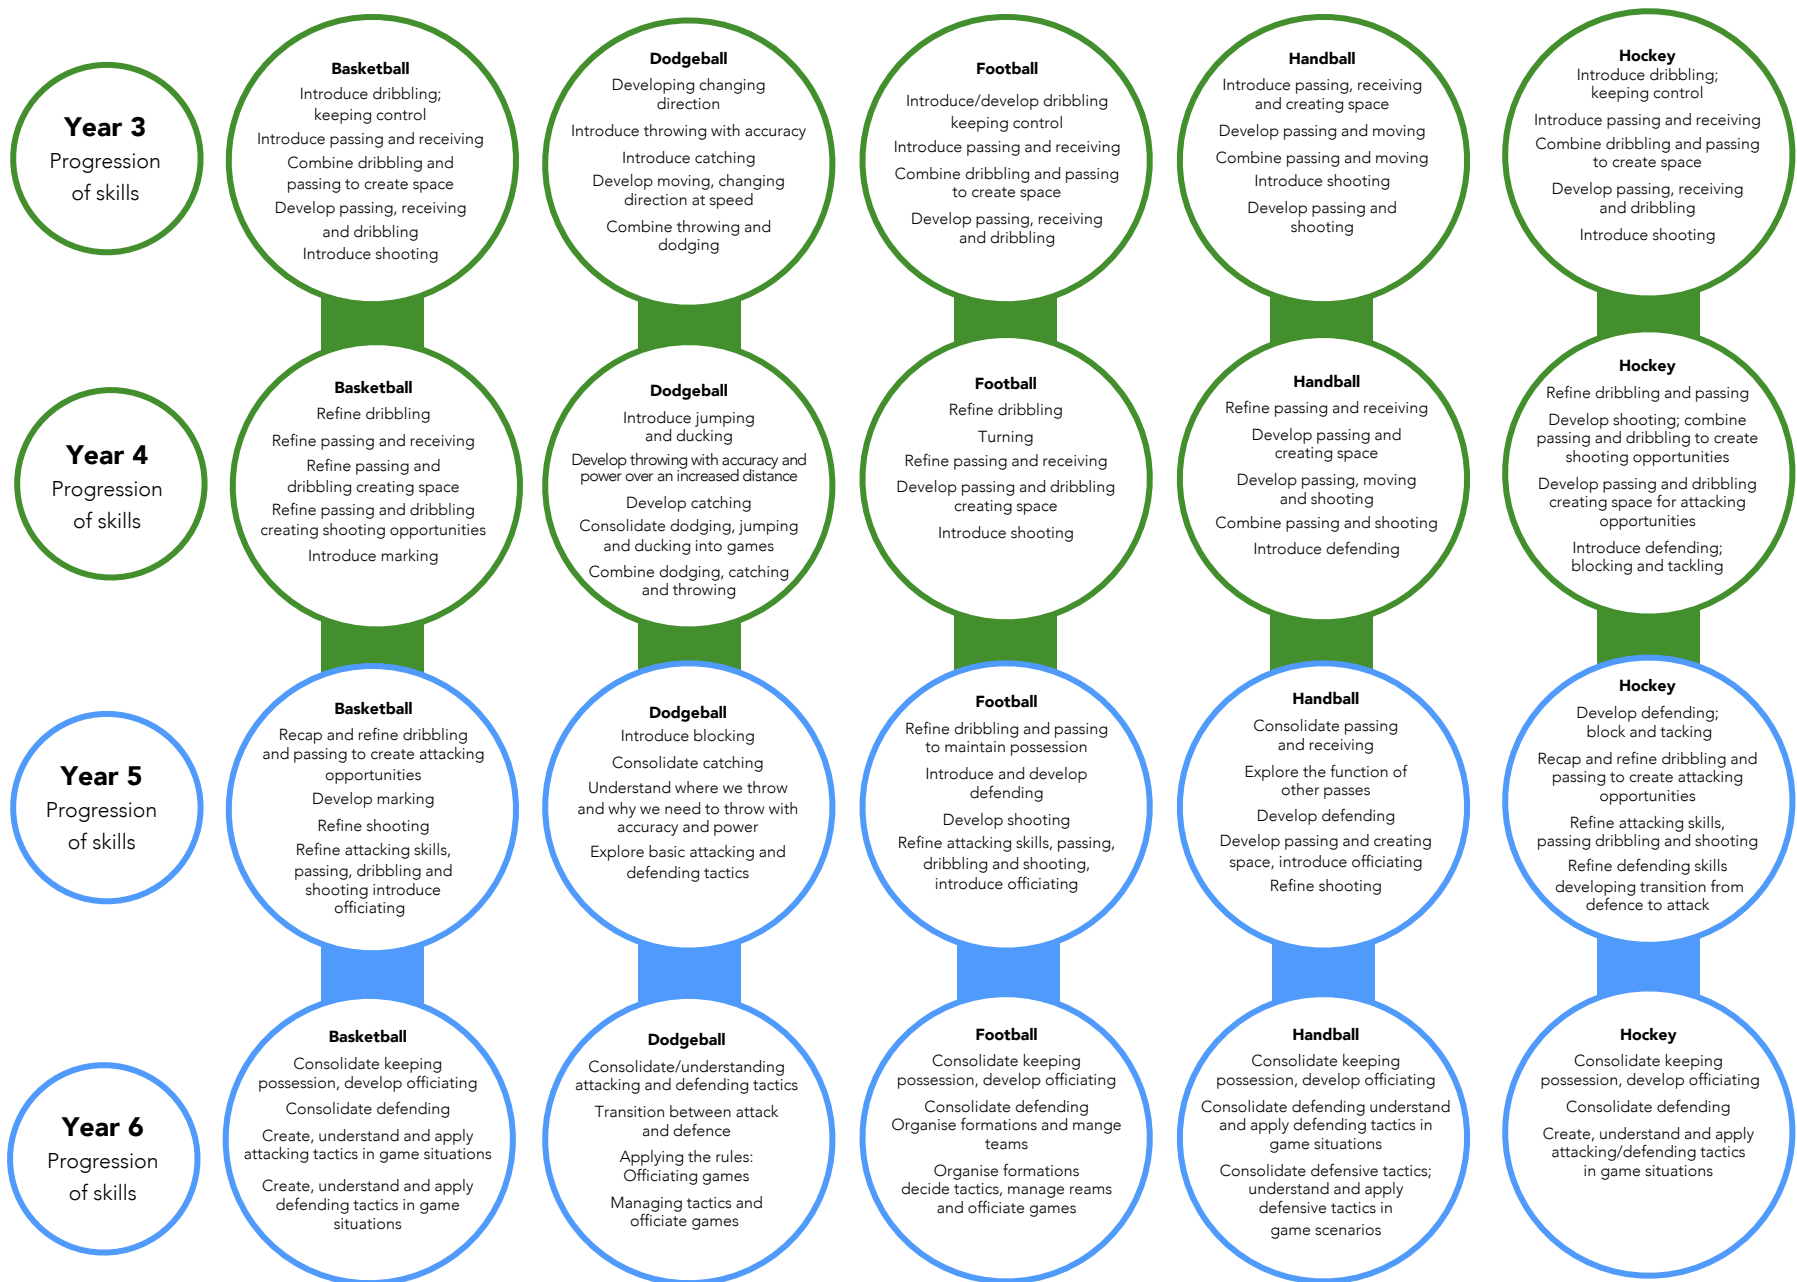 Year 3
Progression
of skills
Basketball
Introduce dribbling;
keeping control
Introduce passing and receiving
Combine dribbling and
passing to create space
Develop passing, receiving
and dribbling
Introduce shooting
Dodgeball
Developing changing
direction
Introduce throwing with accuracy
Introduce catching
Develop moving, changing
direction at speed
Combine throwing and
dodging
Football
Introduce/develop dribbling
keeping control
Introduce passing and receiving
Combine dribbling and passing
to create space
Develop passing, receiving
and dribbling
Handball
Introduce passing, receiving
and creating space
Develop passing and moving
Combine passing and moving
Introduce shooting
Develop passing and
shooting
Hockey
Introduce dribbling;
keeping control
Introduce passing and receiving
Combine dribbling and passing
to create space
Develop passing, receiving
and dribbling
Introduce shooting
Year 4
Progression
of skills
Basketball
Refine dribbling
Refine passing and receiving
Refine passing and
dribbling creating space
Refine passing and dribbling
creating shooting opportunities
Introduce marking
Dodgeball
Introduce jumping
and ducking
Develop throwing with accuracy and
power over an increased distance
Develop catching
Consolidate dodging, jumping
and ducking into games
Combine dodging, catching
and throwing
Football
Refine dribbling
Turning
Refine passing and receiving
Develop passing and dribbling
creating space
Introduce shooting
Handball
Refine passing and receiving
Develop passing and
creating space
Develop passing, moving
and shooting
Combine passing and shooting
Introduce defending
Hockey
Refine dribbling and passing
Develop shooting; combine
passing and dribbling to create
shooting opportunities
Develop passing and dribbling
creating space for attacking
opportunities
Introduce defending;
blocking and tackling
Year 5
Progression
of skills
Basketball
Recap and refine dribbling
and passing to create attacking
opportunities
Develop marking
Refine shooting
Refine attacking skills,
passing, dribbling and
shooting introduce
officiating
Dodgeball
Introduce blocking
Consolidate catching
Understand where we throw
and why we need to throw with
accuracy and power
Explore basic attacking and
defending tactics
Football
Refine dribbling and passing
to maintain possession
Introduce and develop
defending
Develop shooting
Refine attacking skills, passing,
dribbling and shooting,
introduce officiating
Handball
Consolidate passing
and receiving
Explore the function of
other passes
Develop defending
Develop passing and creating
space, introduce officiating
Refine shooting
Hockey
Develop defending;
block and tacking
Recap and refine dribbling and
passing to create attacking
opportunities
Refine attacking skills,
passing dribbling and shooting
Refine defending skills
developing transition from
defence to attack
Year 6
Progression
of skills
Basketball
Consolidate keeping
possession, develop officiating
Consolidate defending
Create, understand and apply
attacking tactics in game situations
Create, understand and apply
defending tactics in game
situations
Dodgeball
Consolidate/understanding
attacking and defending tactics
Transition between attack
and defence
Applying the rules:
Officiating games
Managing tactics and
officiate games
Football
Consolidate keeping
possession, develop officiating
Consolidate defending
Organise formations and mange
teams
Organise formations
decide tactics, manage reams
and officiate games
Handball
Consolidate keeping
possession, develop officiating
Consolidate defending understand
and apply defending tactics in
game situations
Consolidate defensive tactics;
understand and apply
defensive tactics in
game scenarios
Hockey
Consolidate keeping
possession, develop officiating
Consolidate defending
Create, understand and apply
attacking/defending tactics
in game situations